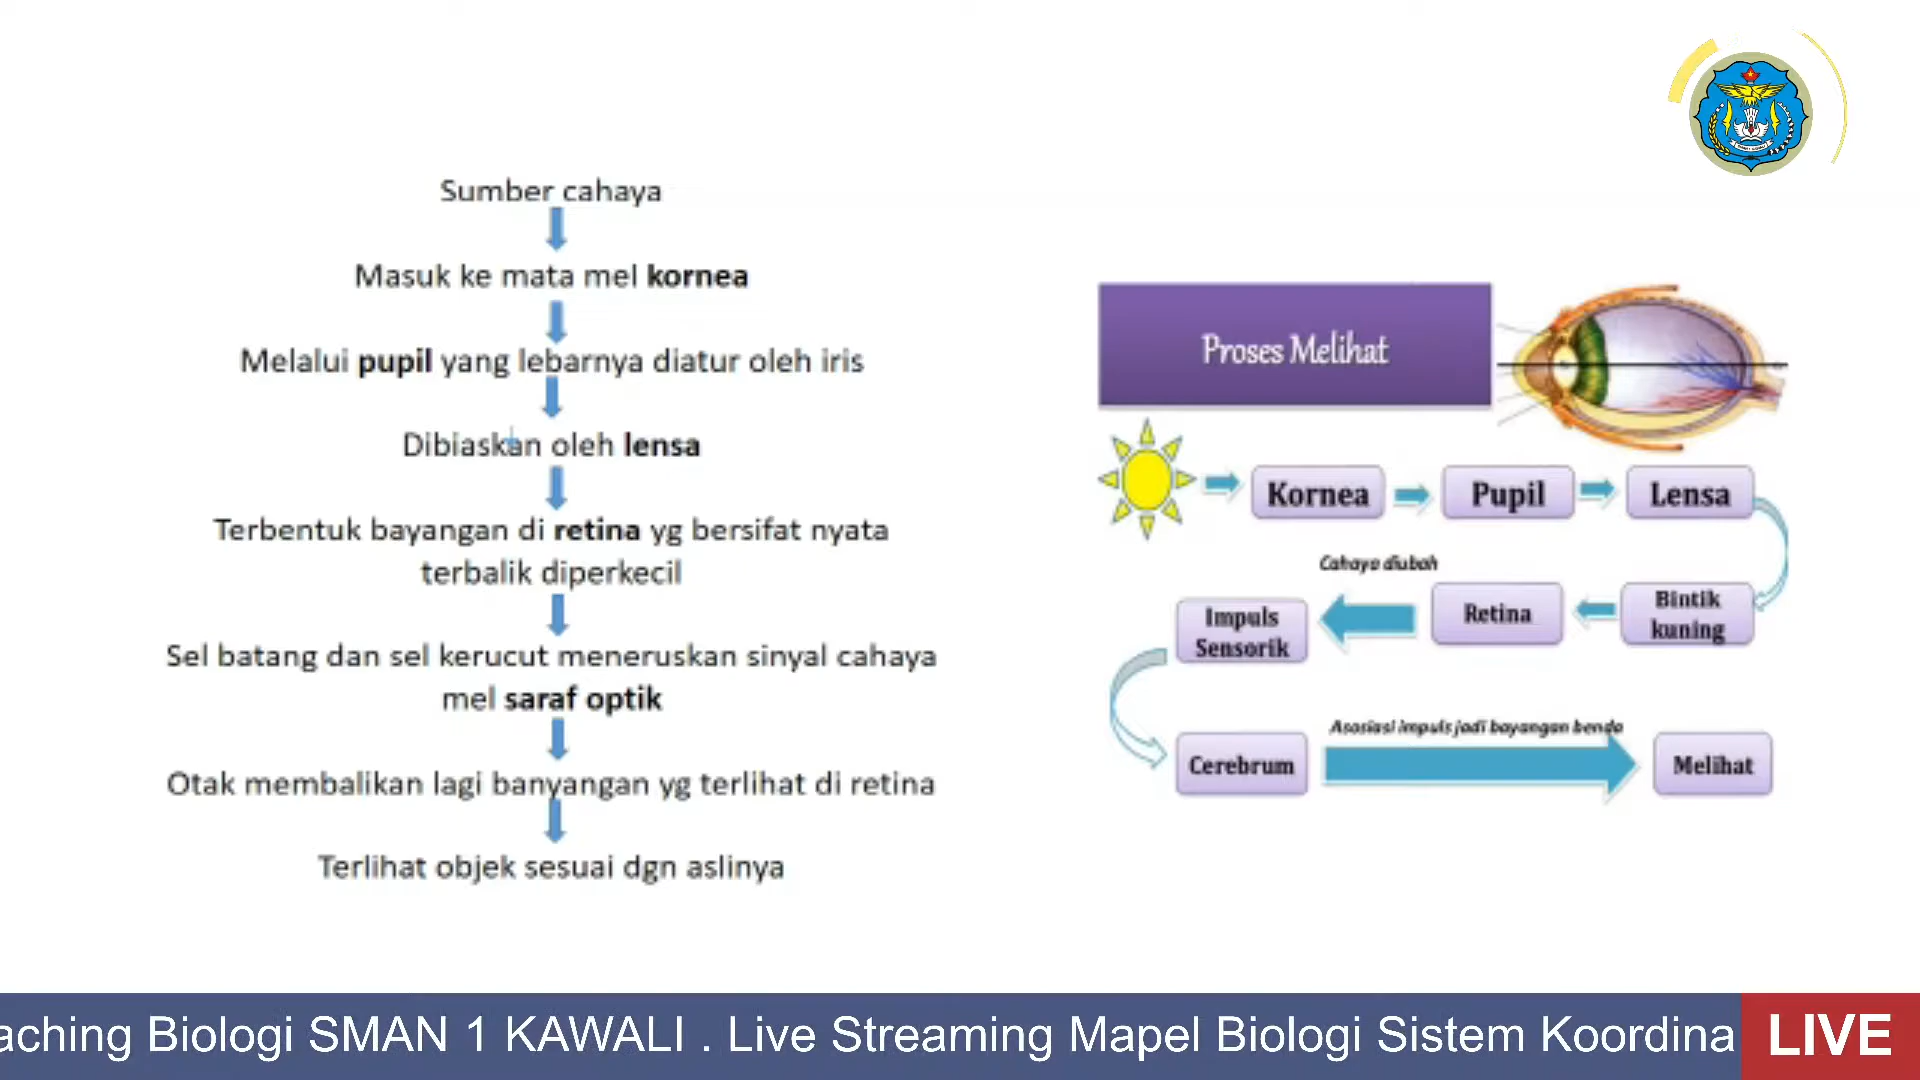 Sumber cahaya
Masuk ke mata mel kornea
Melalui pupil yang lebarnya diatur oleh iris
Dibiaskan oleh lensa
Terbentuk bayangan di retina yg bersifat nyata
terbalik diperkecil
Sel batang dan sel kerucut meneruskan sinyal cahaya
mel saraf optik
Otak membalikan lagi banyangan yg terlihat di retina
Terlihat objek sesuai dgn aslinya
Proses Melihat
Kornea
Pupil
Lensa
Cahaya diubah
Bintik
kuning
Retina
Impuls
Sensorik
Asosiasi impuls jadi bayangan benda
Cerebrum
Melihat
aching Biologi SMAN 1 KAWALI . Live Streaming Mapel Biologi Sistem Koordina
LIVE